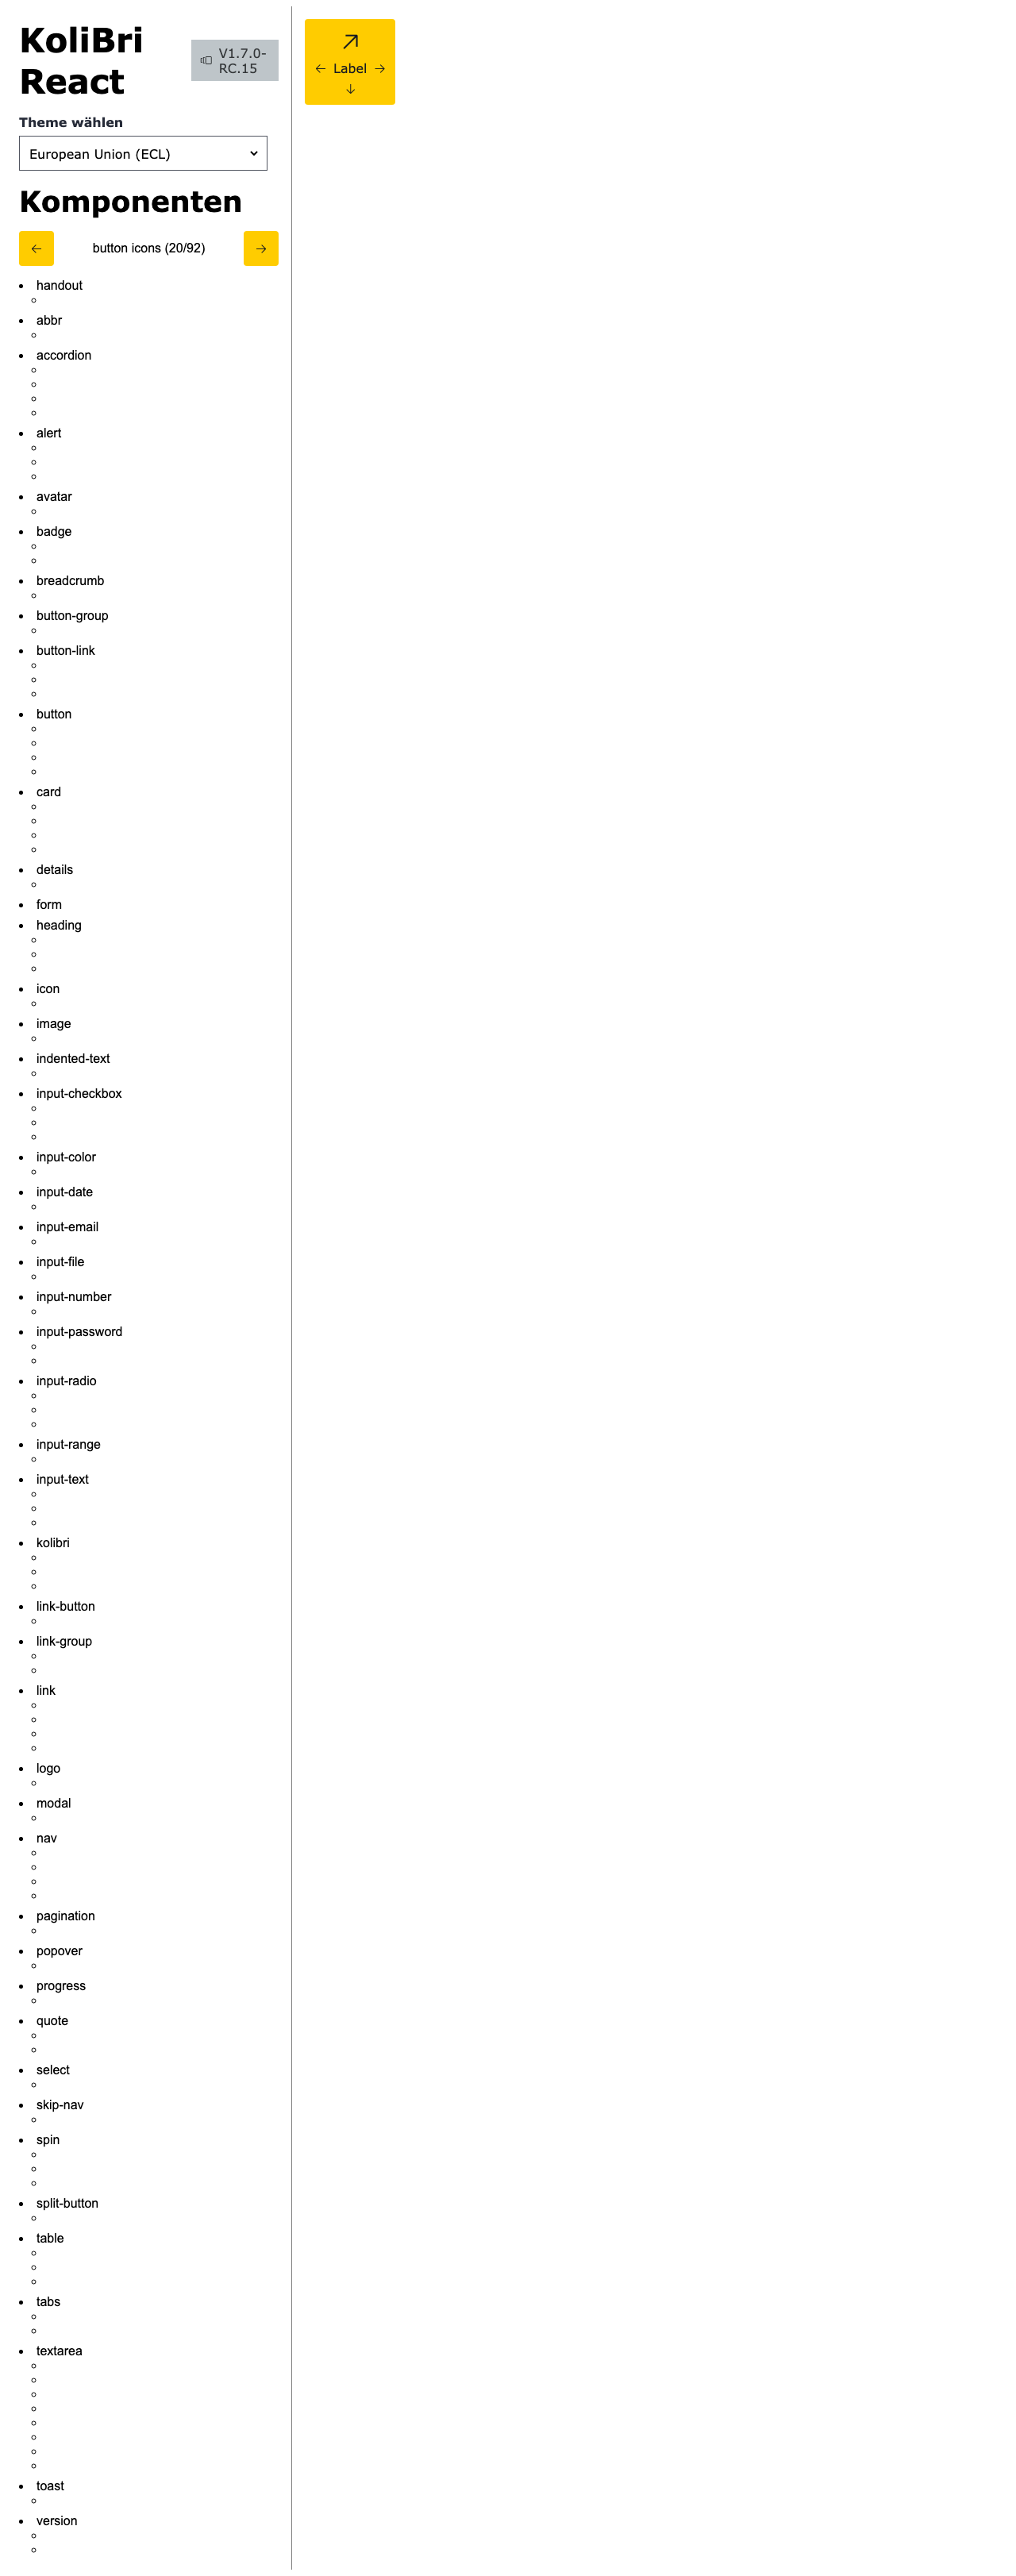 KoliBri
React
V1.7.0-
RC.15
Theme wählen
European Union (ECL)
Komponenten
button icons (20/92)
handout
abbr
accordion
alert
avatar
badge
breadcrumb
button-group
button-link
button
card
details
form
heading
icon
image
indented-text
input-checkbox
input-color
input-date
input-email
input-file
input-number
input-password
input-radio
input-range
input-text
kolibri
link-button
link-group
link
logo
modal
nav
pagination
popover
progress
quote
select
skip-nav
spin
split-button
table
tabs
textarea
toast
version
Label